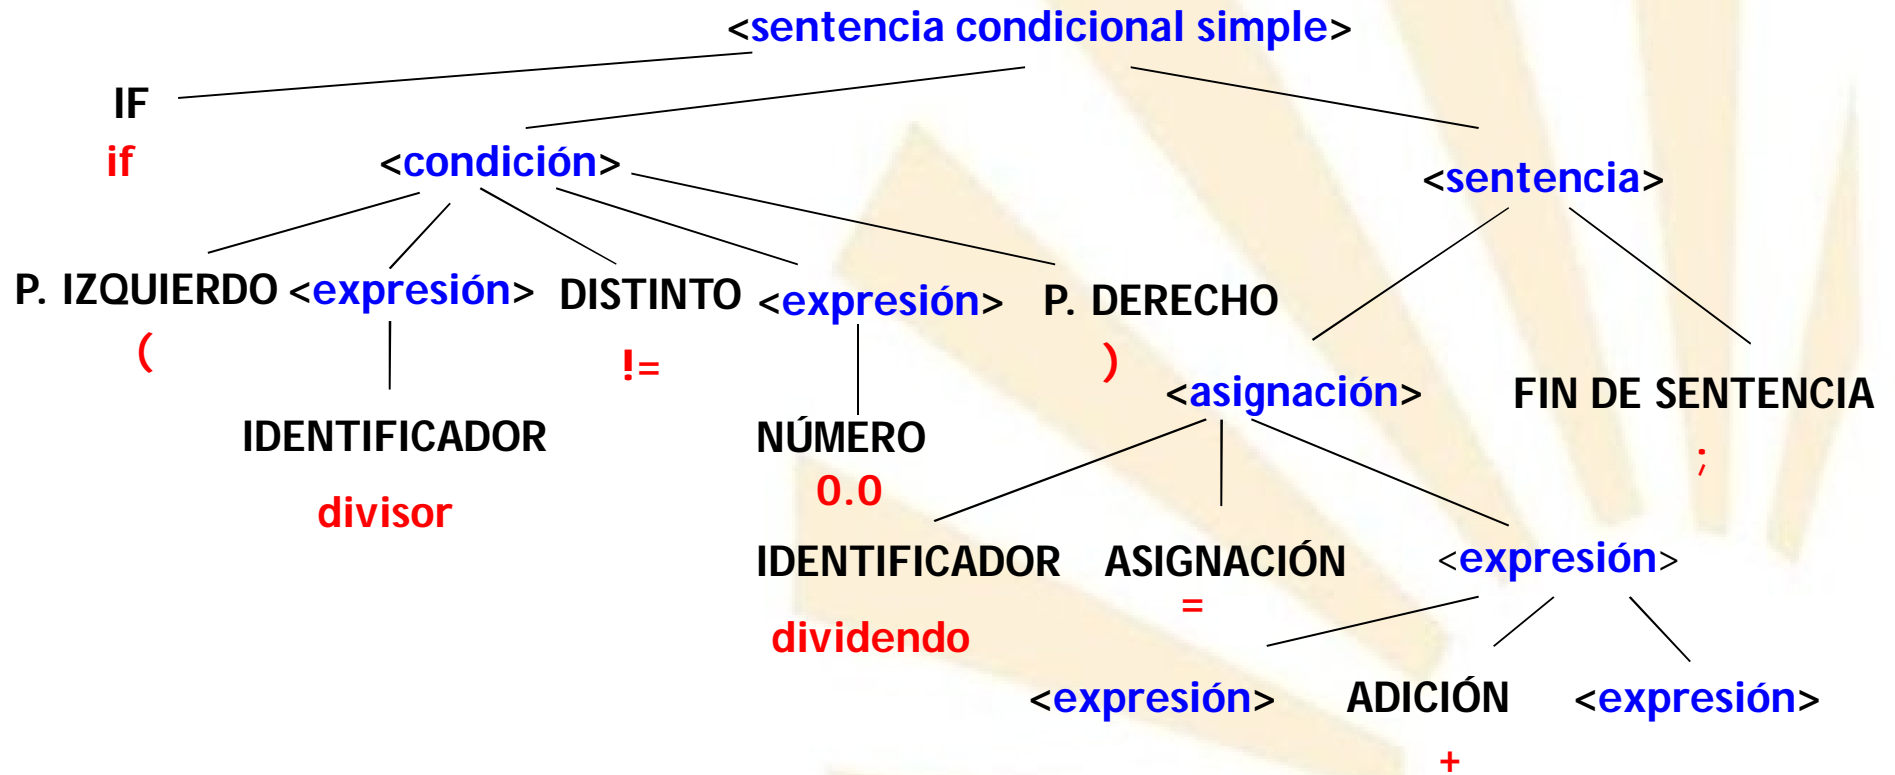 <sentencia condicional simple>
IF
if
<condición>
<sentencia>
P. IZQUIERDO <expresión> DISTINTO <expresión> P. DERECHO
( != )
<asignación> FIN DE SENTENCIA
IDENTIFICADOR NÚMERO ;
divisor 0.0
IDENTIFICADOR ASIGNACIÓN <expresión>
=
dividendo
<expresión> ADICIÓN <expresión>
+